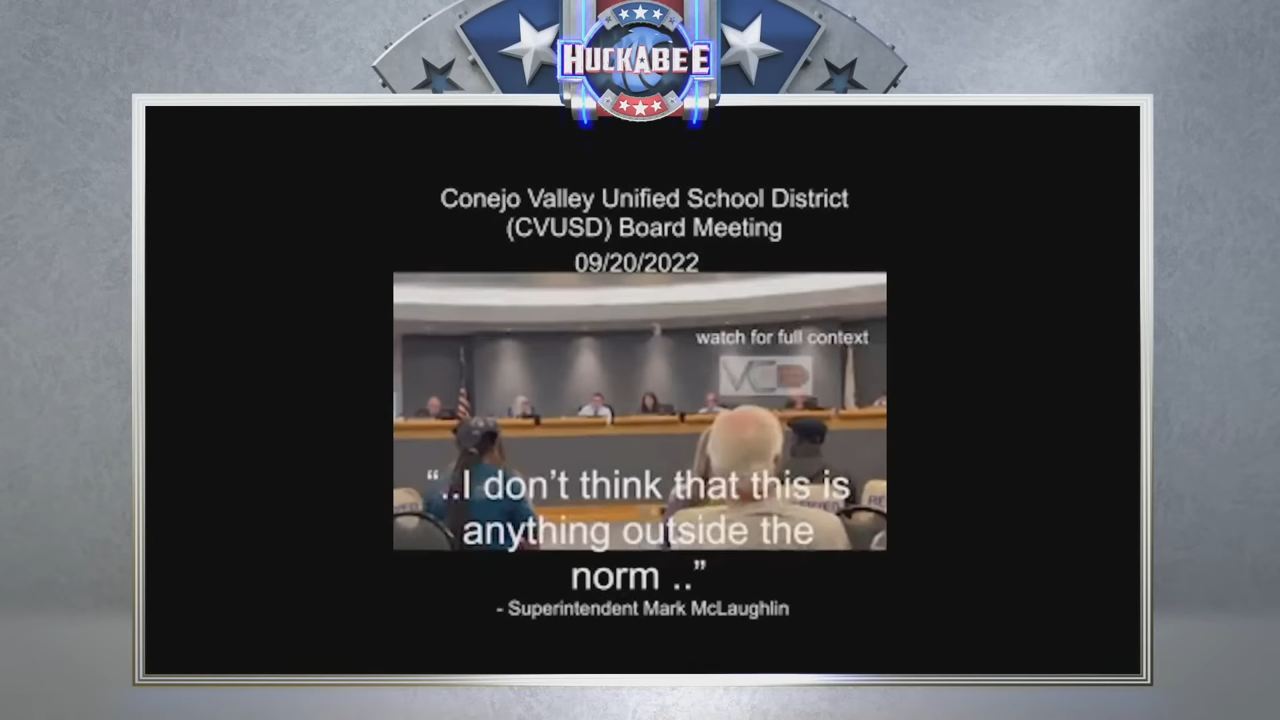 HUCKABEE
Conejo Valley Unified School District
(CVUSD) Board Meeting
09/20/2022
watch for full context
“..I don’t think that this is
anything outside the
norm ..”
- Superintendent Mark McLaughlin